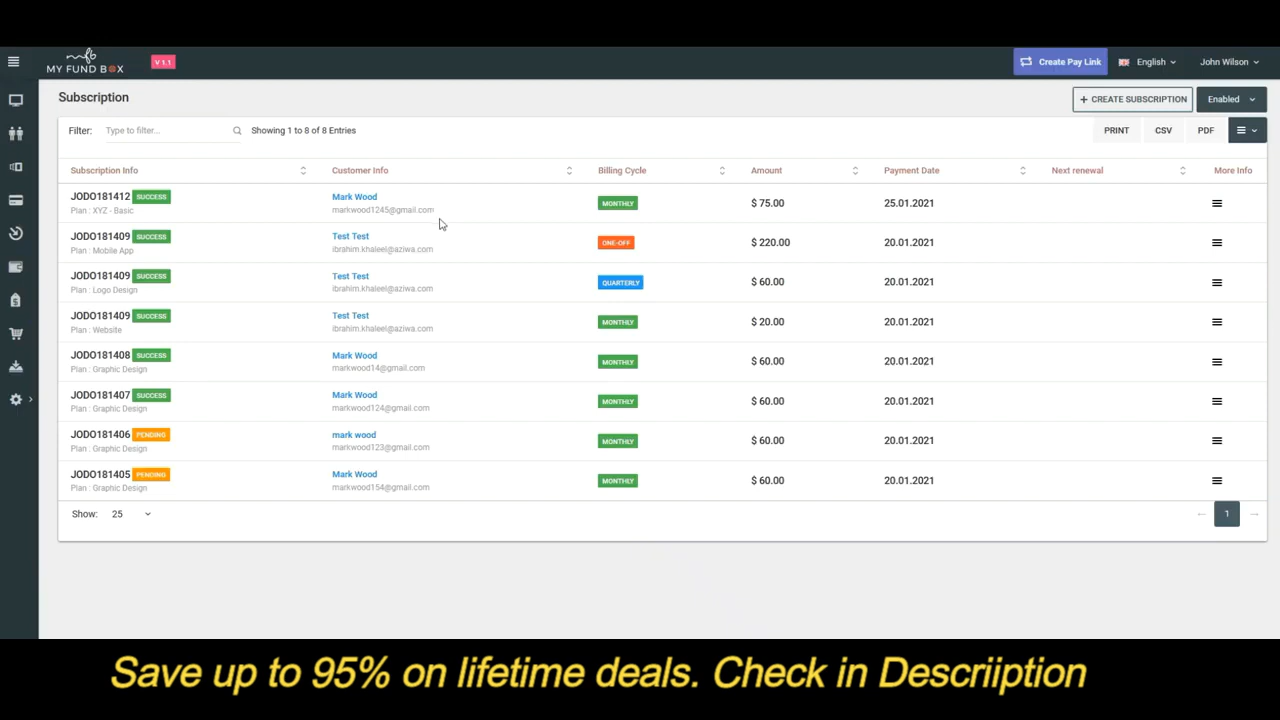 MY FUND BOX
V 1.1
Create Pay Link
English
John Wilson
Subscription
+ CREATE SUBSCRIPTION
Enabled
Filter: Type to filter... Showing 1 to 8 of 8 Entries
PRINT CSV PDF
Subscription Info Customer Info Billing Cycle Amount Payment Date Next renewal More Info
JODO181412 SUCCESS Mark Wood MONTHLY $ 75.00 25.01.2021
Plan : XYZ - Basic markwood1245@gmail.com
JODO181409 SUCCESS Test Test ONE-OFF $ 220.00 20.01.2021
Plan : Mobile App ibrahim.khaleel@aziwa.com
JODO181409 SUCCESS Test Test QUARTERLY $ 60.00 20.01.2021
Plan : Logo Design ibrahim.khaleel@aziwa.com
JODO181409 SUCCESS Test Test MONTHLY $ 20.00 20.01.2021
Plan : Website ibrahim.khaleel@aziwa.com
JODO181408 SUCCESS Mark Wood MONTHLY $ 60.00 20.01.2021
Plan : Graphic Design markwood14@gmail.com
JODO181407 SUCCESS Mark Wood MONTHLY $ 60.00 20.01.2021
Plan : Graphic Design markwood124@gmail.com
JODO181406 PENDING mark wood MONTHLY $ 60.00 20.01.2021
Plan : Graphic Design markwood123@gmail.com
JODO181405 PENDING Mark Wood MONTHLY $ 60.00 20.01.2021
Plan : Graphic Design markwood154@gmail.com
Show: 25
1
Save up to 95% on lifetime deals. Check in Descriiption